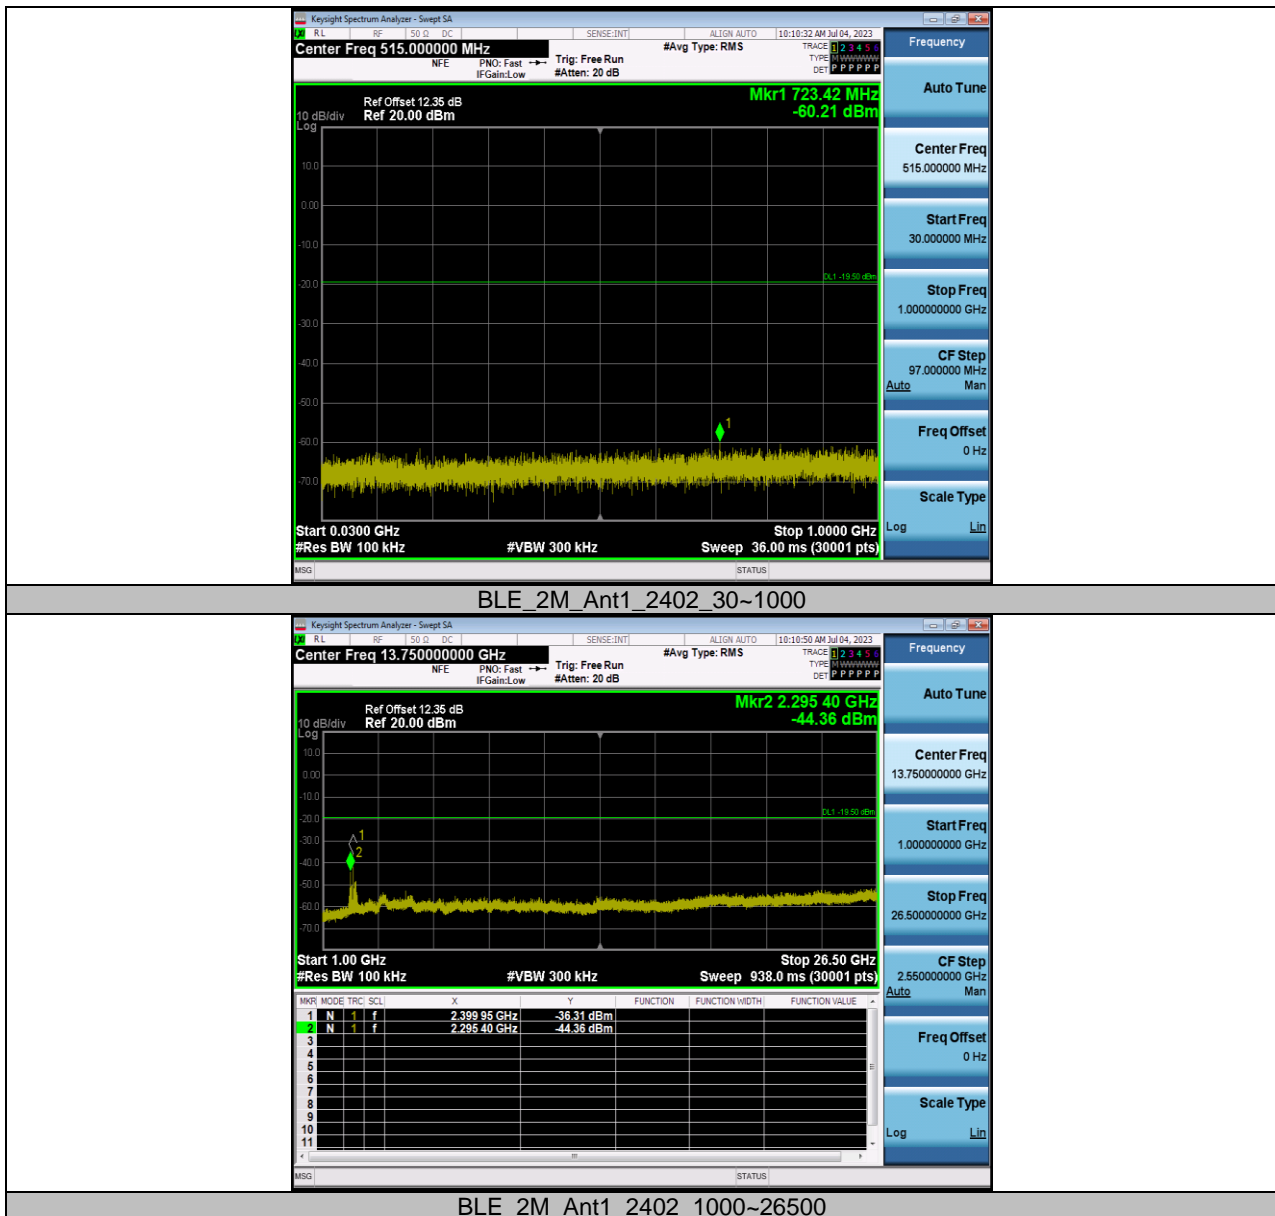 Keysight Spectrum Analyzer - Swept SA
RL RF 50 Ω DC SENSE:INT ALIGN AUTO 10:10:32 AM Jul 04, 2023
Center Freq 515.000000 MHz #Avg Type: RMS TRACE 1 2 3 4 5 6
NFE PNO: Fast Trig: Free Run TYPE M WWWWW
IFGain:Low #Atten: 20 dB DET P P P P P P
Mkr1 723.42 MHz
-60.21 dBm
Ref Offset 12.35 dB
10 dB/div Ref 20.00 dBm
Log
10.0
0.00
-10.0
DL1 -19.50 dBm
-20.0
-30.0
-40.0
-50.0
1
-60.0
-70.0
Start 0.0300 GHz Stop 1.0000 GHz
#Res BW 100 kHz #VBW 300 kHz Sweep 36.00 ms (30001 pts)
MSG STATUS
Frequency
Auto Tune
Center Freq
515.000000 MHz
Start Freq
30.000000 MHz
Stop Freq
1.000000000 GHz
CF Step
97.000000 MHz
Auto Man
Freq Offset
0 Hz
Scale Type
Log Lin
BLE_2M_Ant1_2402_30~1000
Keysight Spectrum Analyzer - Swept SA
RL RF 50 Ω DC SENSE:INT ALIGN AUTO 10:10:50 AM Jul 04, 2023
Center Freq 13.750000000 GHz #Avg Type: RMS TRACE 1 2 3 4 5 6
NFE PNO: Fast Trig: Free Run TYPE M WWWWW
IFGain:Low #Atten: 20 dB DET P P P P P P
Mkr2 2.295 40 GHz
-44.36 dBm
Ref Offset 12.35 dB
10 dB/div Ref 20.00 dBm
Log
10.0
0.00
-10.0
DL1 -19.50 dBm
-20.0
-30.0
1
2
-40.0
-50.0
-60.0
-70.0
Start 1.00 GHz Stop 26.50 GHz
#Res BW 100 kHz #VBW 300 kHz Sweep 938.0 ms (30001 pts)
MKR MODE TRC SCL X Y FUNCTION FUNCTION WIDTH FUNCTION VALUE
1 N 1 f 2.399 95 GHz -36.31 dBm
2 N 1 f 2.295 40 GHz -44.36 dBm
3
4
5
6
7
8
9
10
11
MSG STATUS
Frequency
Auto Tune
Center Freq
13.750000000 GHz
Start Freq
1.000000000 GHz
Stop Freq
26.500000000 GHz
CF Step
2.550000000 GHz
Auto Man
Freq Offset
0 Hz
Scale Type
Log Lin
BLE_2M_Ant1_2402_1000~26500